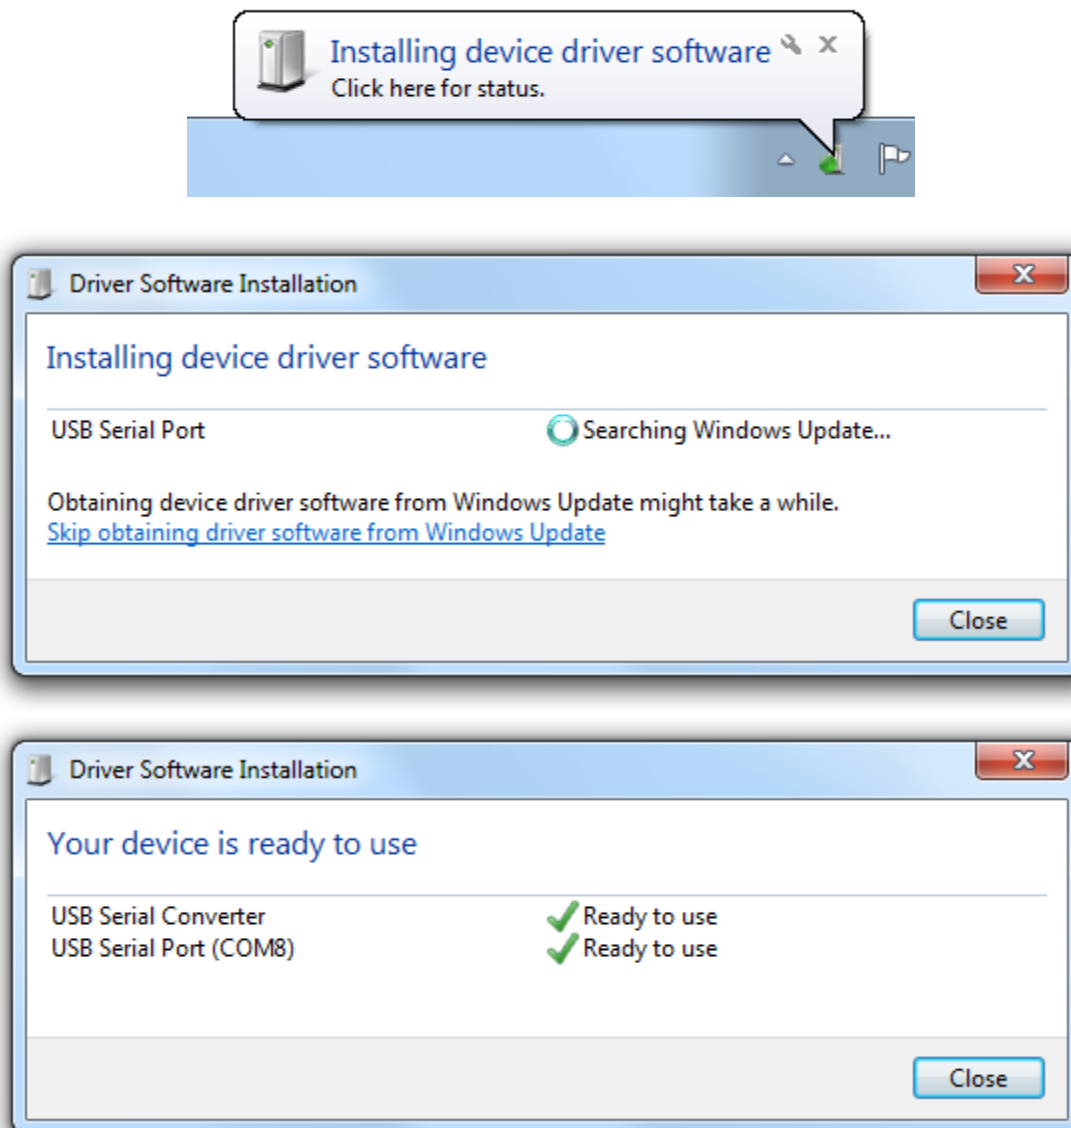 Installing device driver software
Click here for status.
Driver Software Installation
Installing device driver software
USB Serial Port Searching Windows Update...
Obtaining device driver software from Windows Update might take a while.
Skip obtaining driver software from Windows Update
Close
Driver Software Installation
Your device is ready to use
USB Serial Converter Ready to use
USB Serial Port (COM8) Ready to use
Close